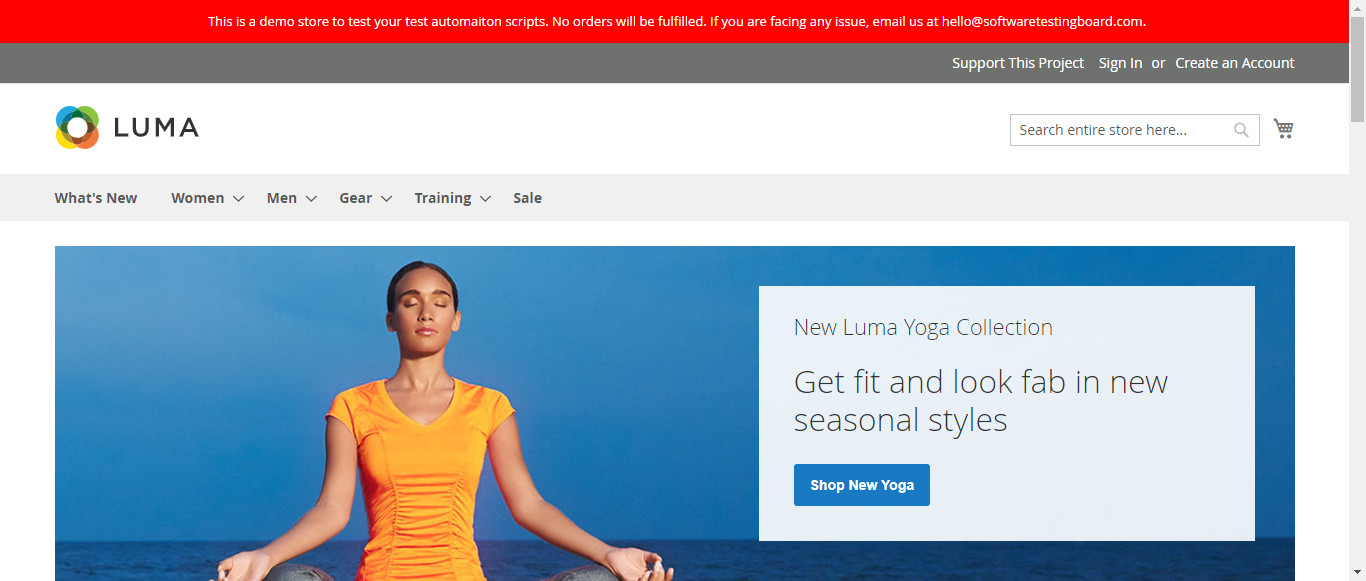 This is a demo store to test your test automaiton scripts. No orders will be fulfilled. If you are facing any issue, email us at hello@softwaretestingboard.com.
Support This Project Sign In or Create an Account
LUMA
Search entire store here...
What's New Women Men Gear Training Sale
New Luma Yoga Collection
Get fit and look fab in new
seasonal styles
Shop New Yoga